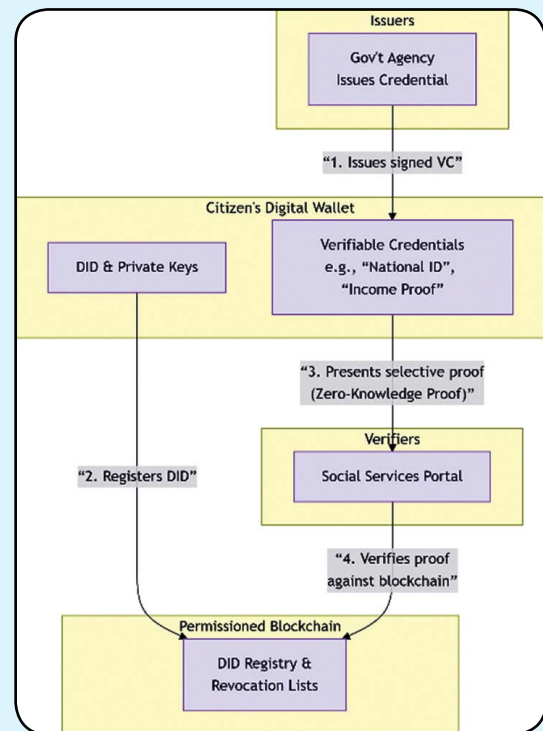 Issuers
Gov't Agency
Issues Credential
“1. Issues signed VC”
Citizen's Digital Wallet
DID & Private Keys
Verifiable Credentials
e.g., “National ID”,
“Income Proof”
“3. Presents selective proof
(Zero-Knowledge Proof)”
Verifiers
“2. Registers DID”
Social Services Portal
“4. Verifies proof
against blockchain”
Permissioned Blockchain
DID Registry &
Revocation Lists